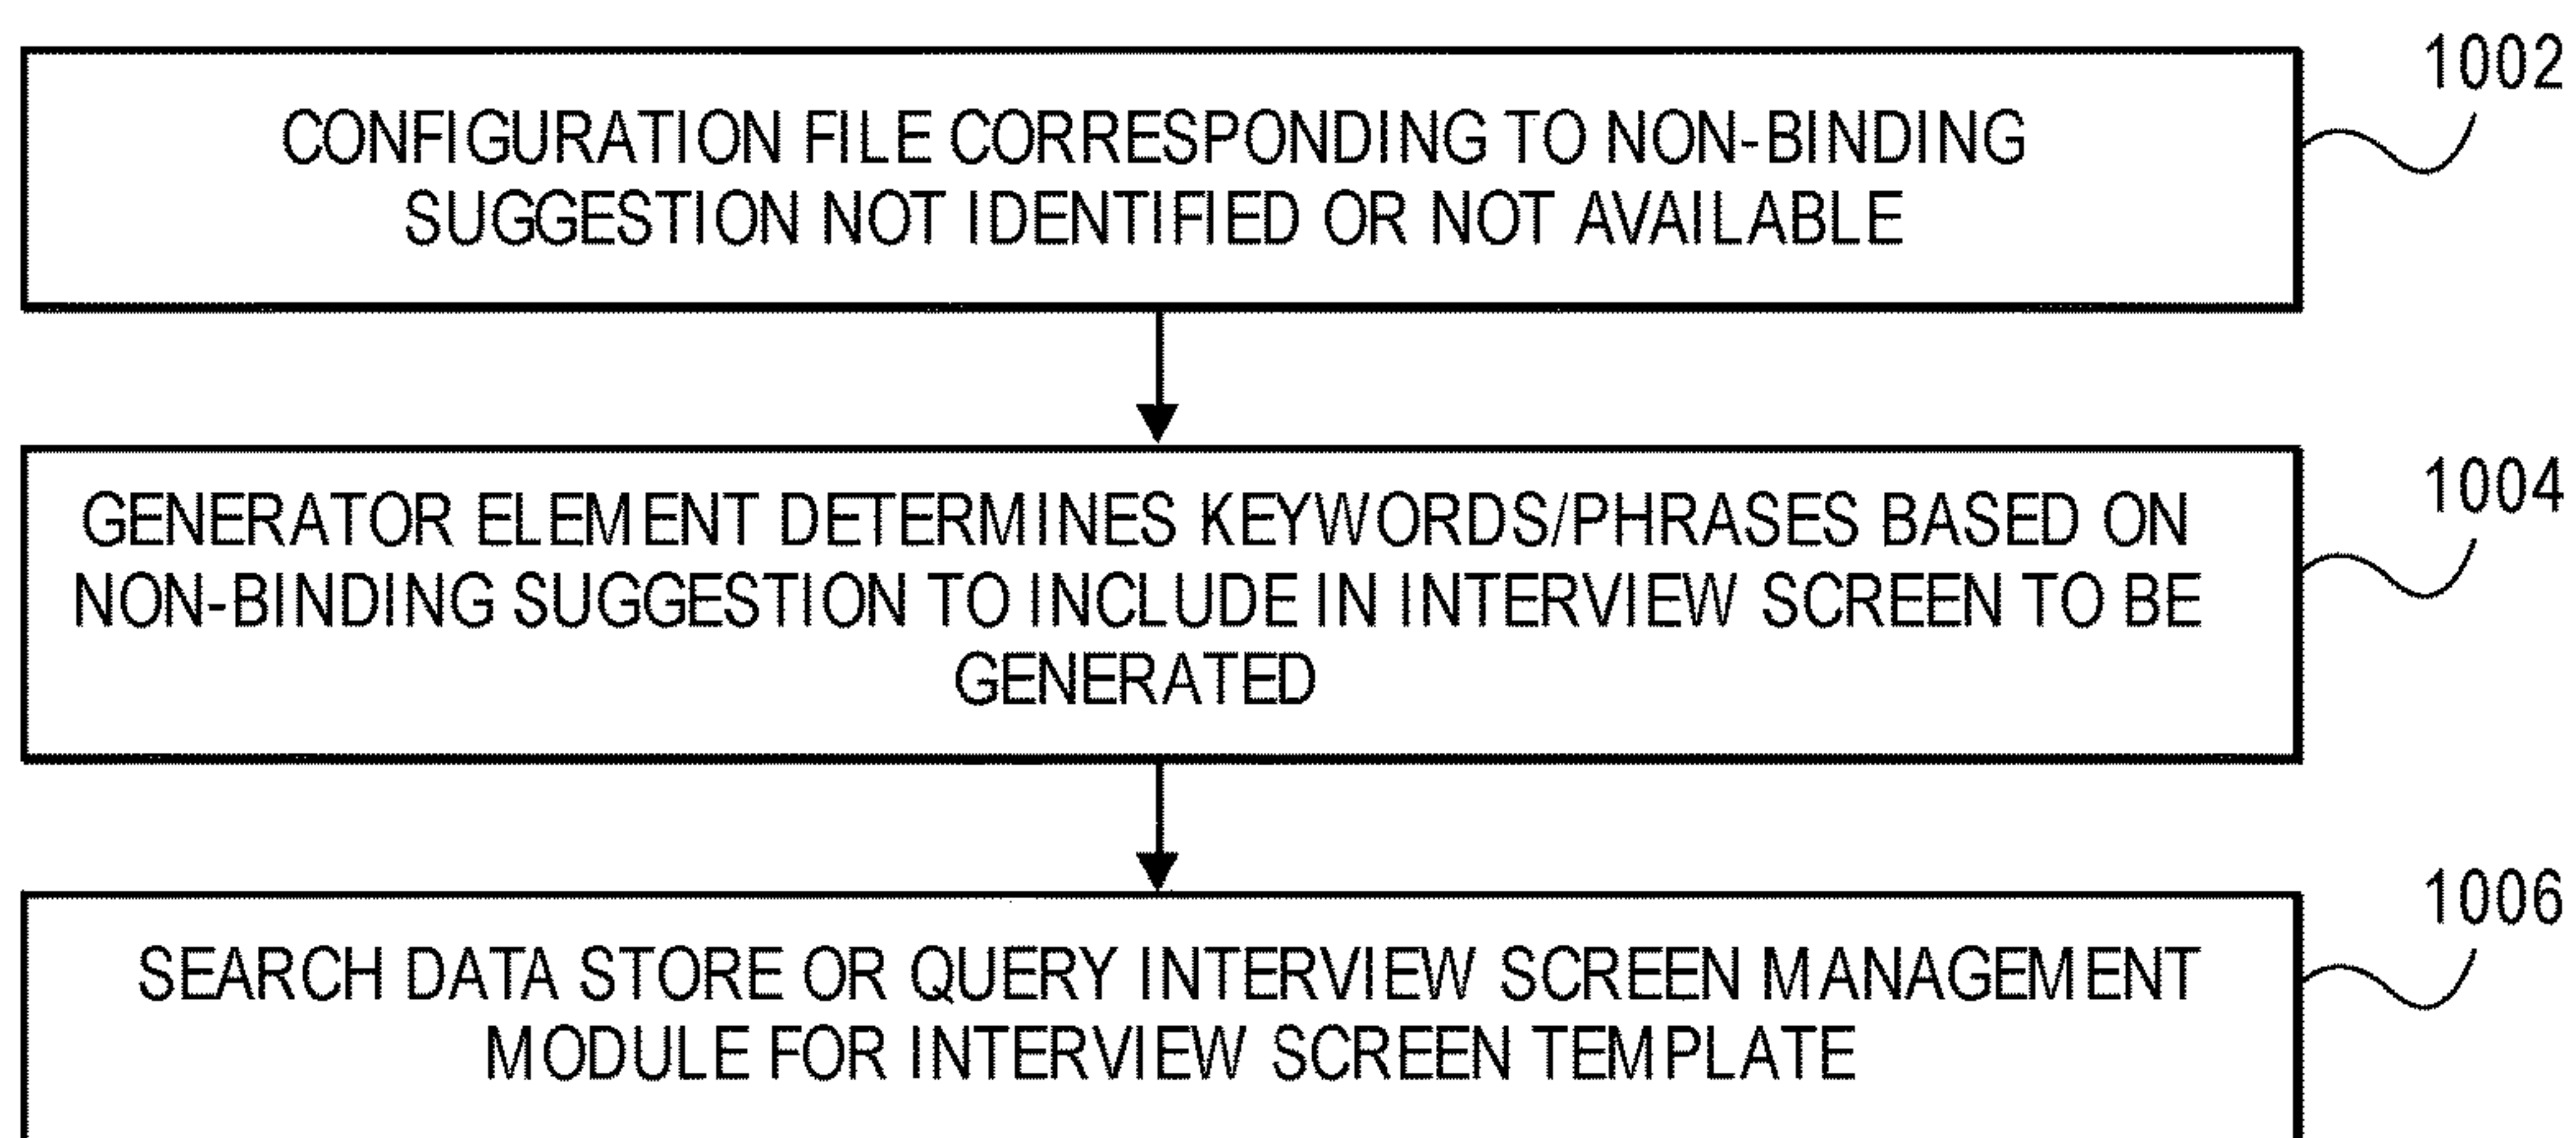 1002
CONFIGURATION FILE CORRESPONDING TO NON-BINDING
SUGGESTION NOT IDENTIFIED OR NOT AVAILABLE
1004
GENERATOR ELEMENT DETERMINES KEYWORDS/PHRASES BASED ON
NON-BINDING SUGGESTION TO INCLUDE IN INTERVIEW SCREEN TO BE
GENERATED
1006
SEARCH DATA STORE OR QUERY INTERVIEW SCREEN MANAGEMENT
MODULE FOR INTERVIEW SCREEN TEMPLATE